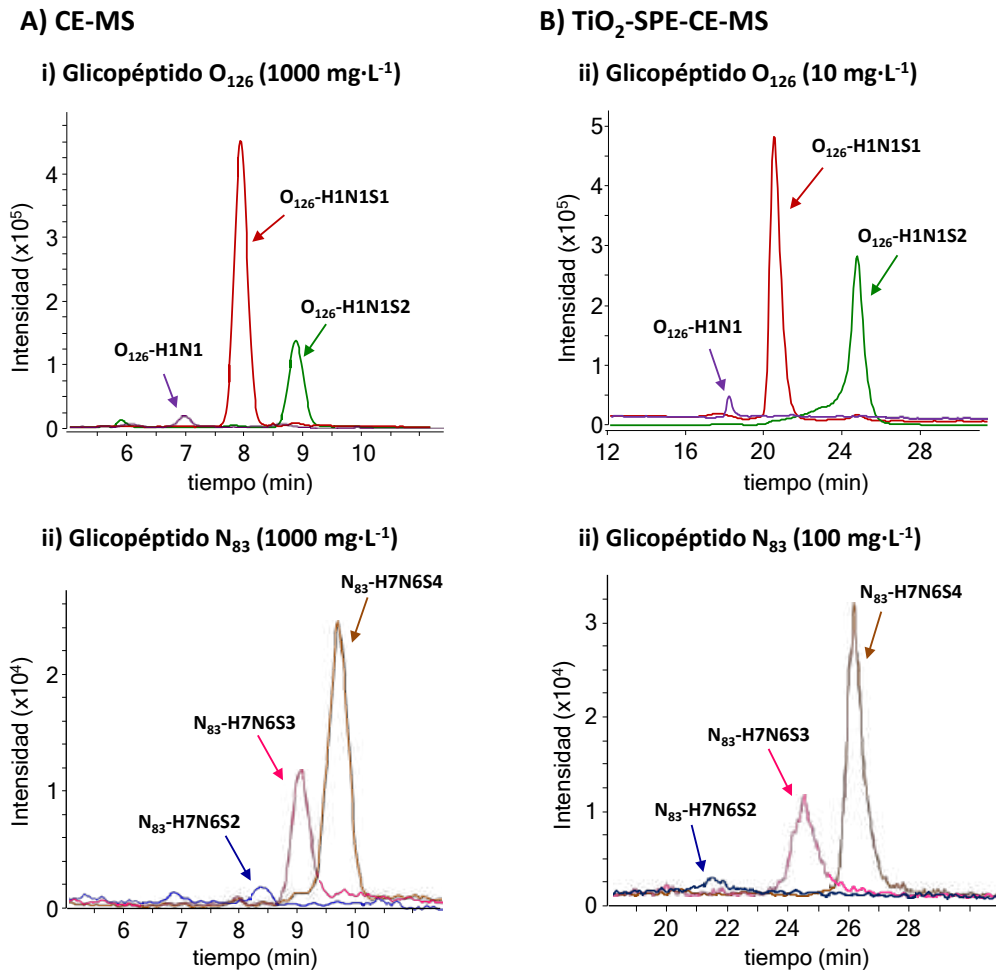 A) CE-MS
i) Glicopéptido O₁₂₆ (1000 mg·L⁻¹)
Intensidad (x10⁵)
4
3
2
1
0
O₁₂₆-H1N1S1
O₁₂₆-H1N1S2
O₁₂₆-H1N1
6 7 8 9 10
tiempo (min)
B) TiO₂-SPE-CE-MS
ii) Glicopéptido O₁₂₆ (10 mg·L⁻¹)
Intensidad (x10⁵)
5
4
3
2
1
0
O₁₂₆-H1N1S1
O₁₂₆-H1N1S2
O₁₂₆-H1N1
12 16 20 24 28
tiempo (min)
ii) Glicopéptido N₈₃ (1000 mg·L⁻¹)
Intensidad (x10⁴)
2
1
0
N₈₃-H7N6S4
N₈₃-H7N6S3
N₈₃-H7N6S2
6 7 8 9 10
tiempo (min)
ii) Glicopéptido N₈₃ (100 mg·L⁻¹)
Intensidad (x10⁴)
3
2
1
0
N₈₃-H7N6S4
N₈₃-H7N6S3
N₈₃-H7N6S2
20 22 24 26 28
tiempo (min)